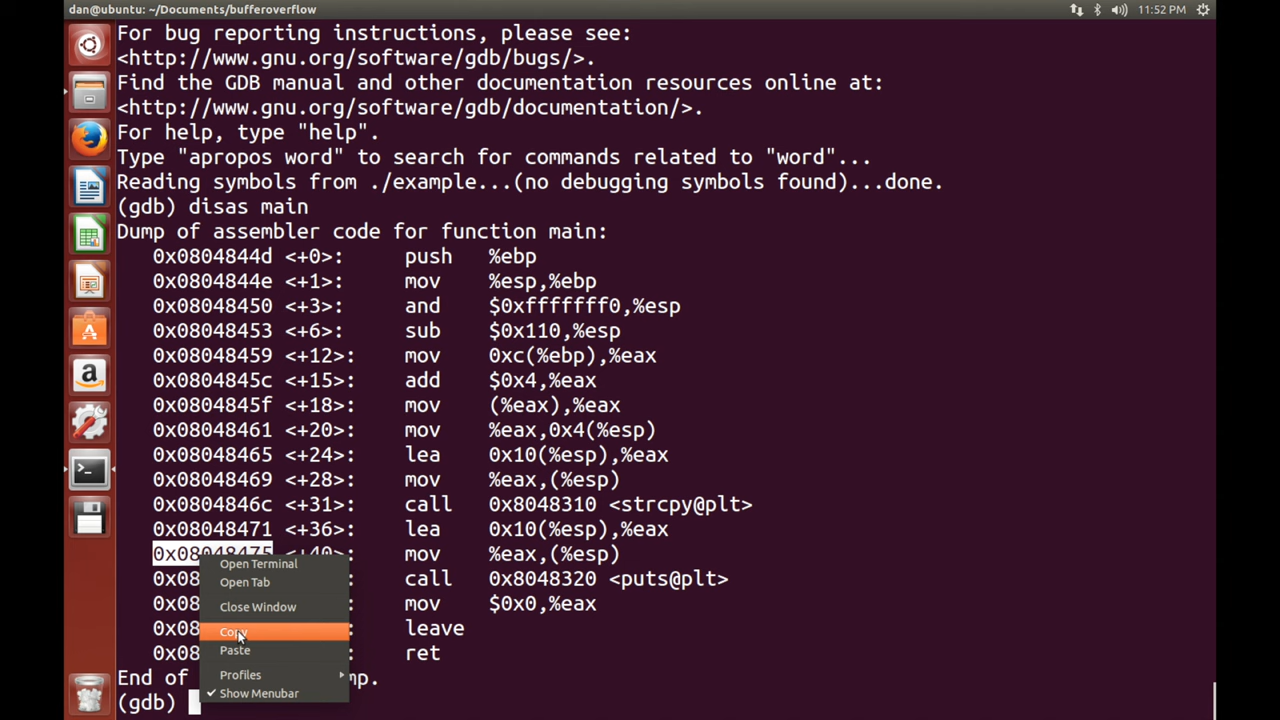 dan@ubuntu: ~/Documents/bufferoverflow 11:52 PM
For bug reporting instructions, please see:
<http://www.gnu.org/software/gdb/bugs/>.
Find the GDB manual and other documentation resources online at:
<http://www.gnu.org/software/gdb/documentation/>.
For help, type "help".
Type "apropos word" to search for commands related to "word"...
Reading symbols from ./example...(no debugging symbols found)...done.
(gdb) disas main
Dump of assembler code for function main:
0x0804844d <+0>: push %ebp
0x0804844e <+1>: mov %esp,%ebp
0x08048450 <+3>: and $0xfffffff0,%esp
0x08048453 <+6>: sub $0x110,%esp
0x08048459 <+12>: mov 0xc(%ebp),%eax
0x0804845c <+15>: add $0x4,%eax
0x0804845f <+18>: mov (%eax),%eax
0x08048461 <+20>: mov %eax,0x4(%esp)
0x08048465 <+24>: lea 0x10(%esp),%eax
0x08048469 <+28>: mov %eax,(%esp)
0x0804846c <+31>: call 0x8048310 <strcpy@plt>
0x08048471 <+36>: lea 0x10(%esp),%eax
0x08048475 <+40>: mov %eax,(%esp)
0x08 : call 0x8048320 <puts@plt>
0x08 : mov $0x0,%eax
0x08 : leave
0x08 : ret
End of mp.
(gdb)
Open Terminal
Open Tab
Close Window
Copy
Paste
Profiles
Show Menubar